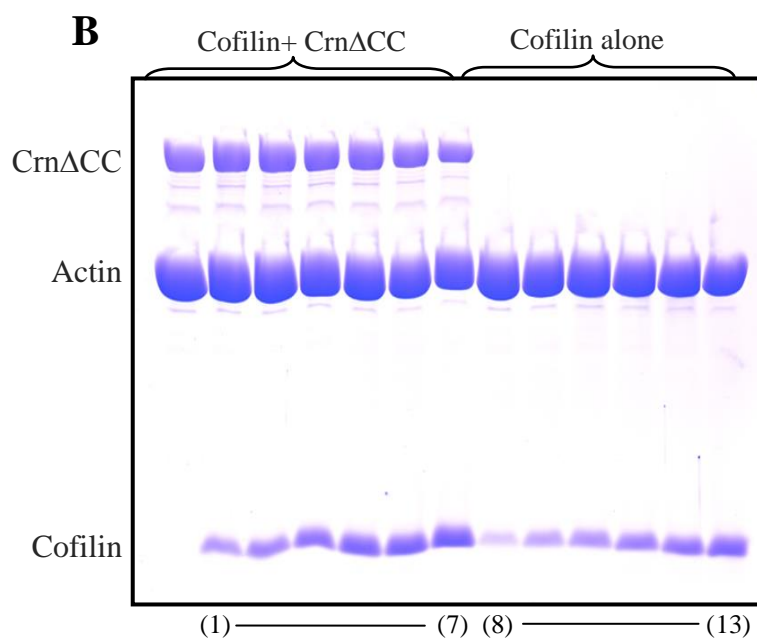 B
Cofilin+ CrnΔCC
Cofilin alone
CrnΔCC
Actin
Cofilin
(1)
(7)
(8)
(13)